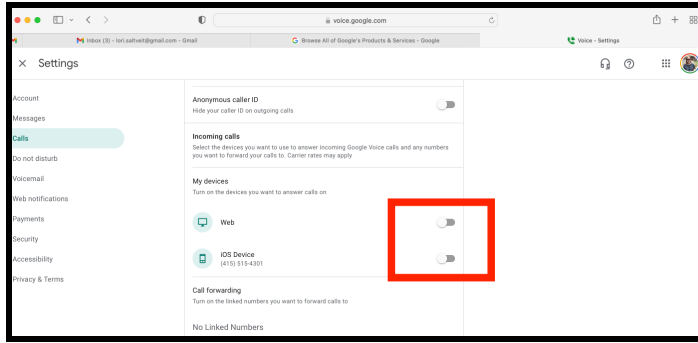 voice.google.com
Inbox (3) - lori.saltveit@gmail.com - Gmail
Browse All of Google's Products & Services - Google
Voice - Settings
Settings
Account
Messages
Calls
Do not disturb
Voicemail
Web notifications
Payments
Security
Accessibility
Privacy & Terms
Anonymous caller ID
Hide your caller ID on outgoing calls
Incoming calls
Select the devices you want to use to answer incoming Google Voice calls and any numbers
you want to forward your calls to. Carrier rates may apply
My devices
Turn on the devices you want to answer calls on
Web
iOS Device
(415) 515-4301
Call forwarding
Turn on the linked numbers you want to forward calls to
No Linked Numbers